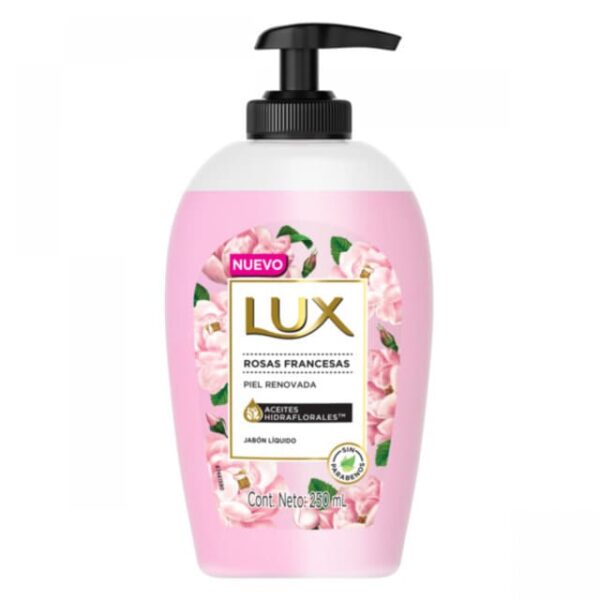 NUEVO
LUX
ROSAS FRANCESAS
PIEL RENOVADA
ACEITES
HIDRAFLORALES™
JABÓN LÍQUIDO
SIN
PARABENOS
Cont. Neto: 250 mL